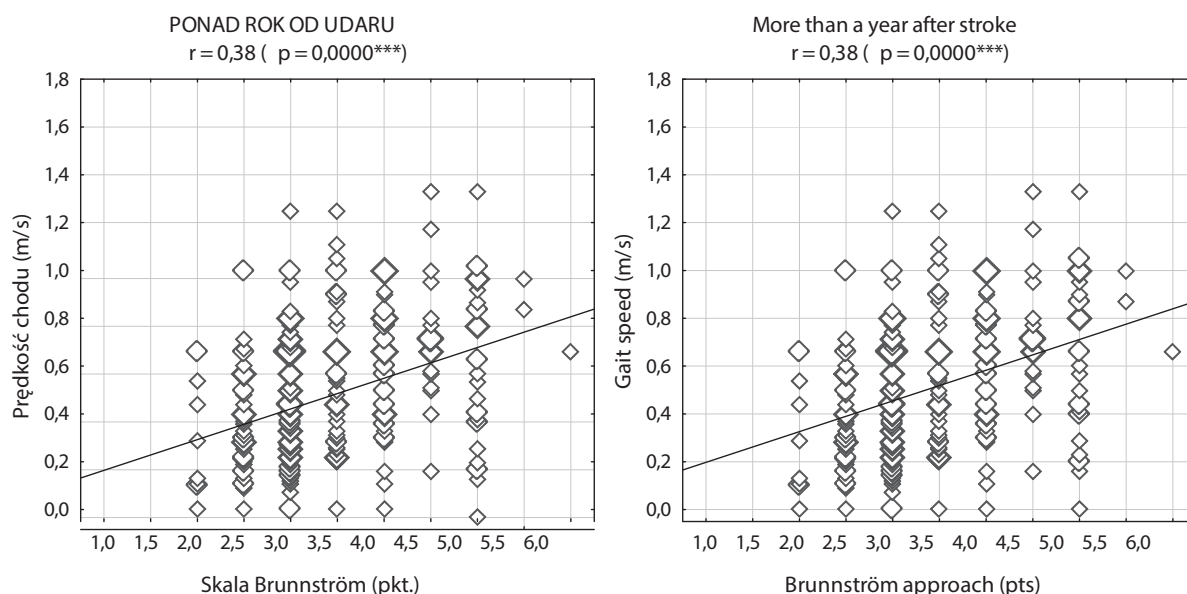 PONAD ROK OD UDARU
r = 0,38 ( p = 0,0000***)
Prędkość chodu (m/s)
1,8
1,6
1,4
1,2
1,0
0,8
0,6
0,4
0,2
0,0
1,0 1,5 2,0 2,5 3,0 3,5 4,0 4,5 5,5 6,0
Skala Brunnström (pkt.)
More than a year after stroke
r = 0,38 ( p = 0,0000***)
Gait speed (m/s)
1,8
1,6
1,4
1,2
1,0
0,8
0,6
0,4
0,2
0,0
1,0 1,5 2,0 2,5 3,0 3,5 4,0 4,5 5,5 6,0
Brunnström approach (pts)